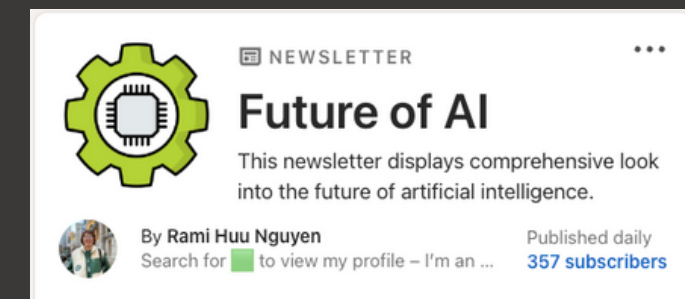 NEWSLETTER
Future of AI
This newsletter displays comprehensive look
into the future of artificial intelligence.
By Rami Huu Nguyen
Published daily
Search for 🟩 to view my profile – I'm an ...
357 subscribers